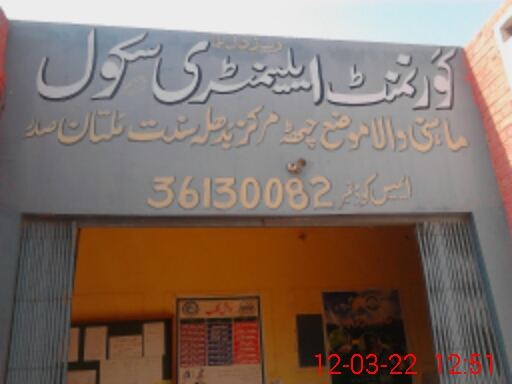 گورنمنٹ ایلیمنٹری سکول
ماہنی والا موضع چھٹہ مرکز بدھلہ سنت ملتان صدر
ایمیس کوڈ نمبر 36130082
12-03-22 12:51